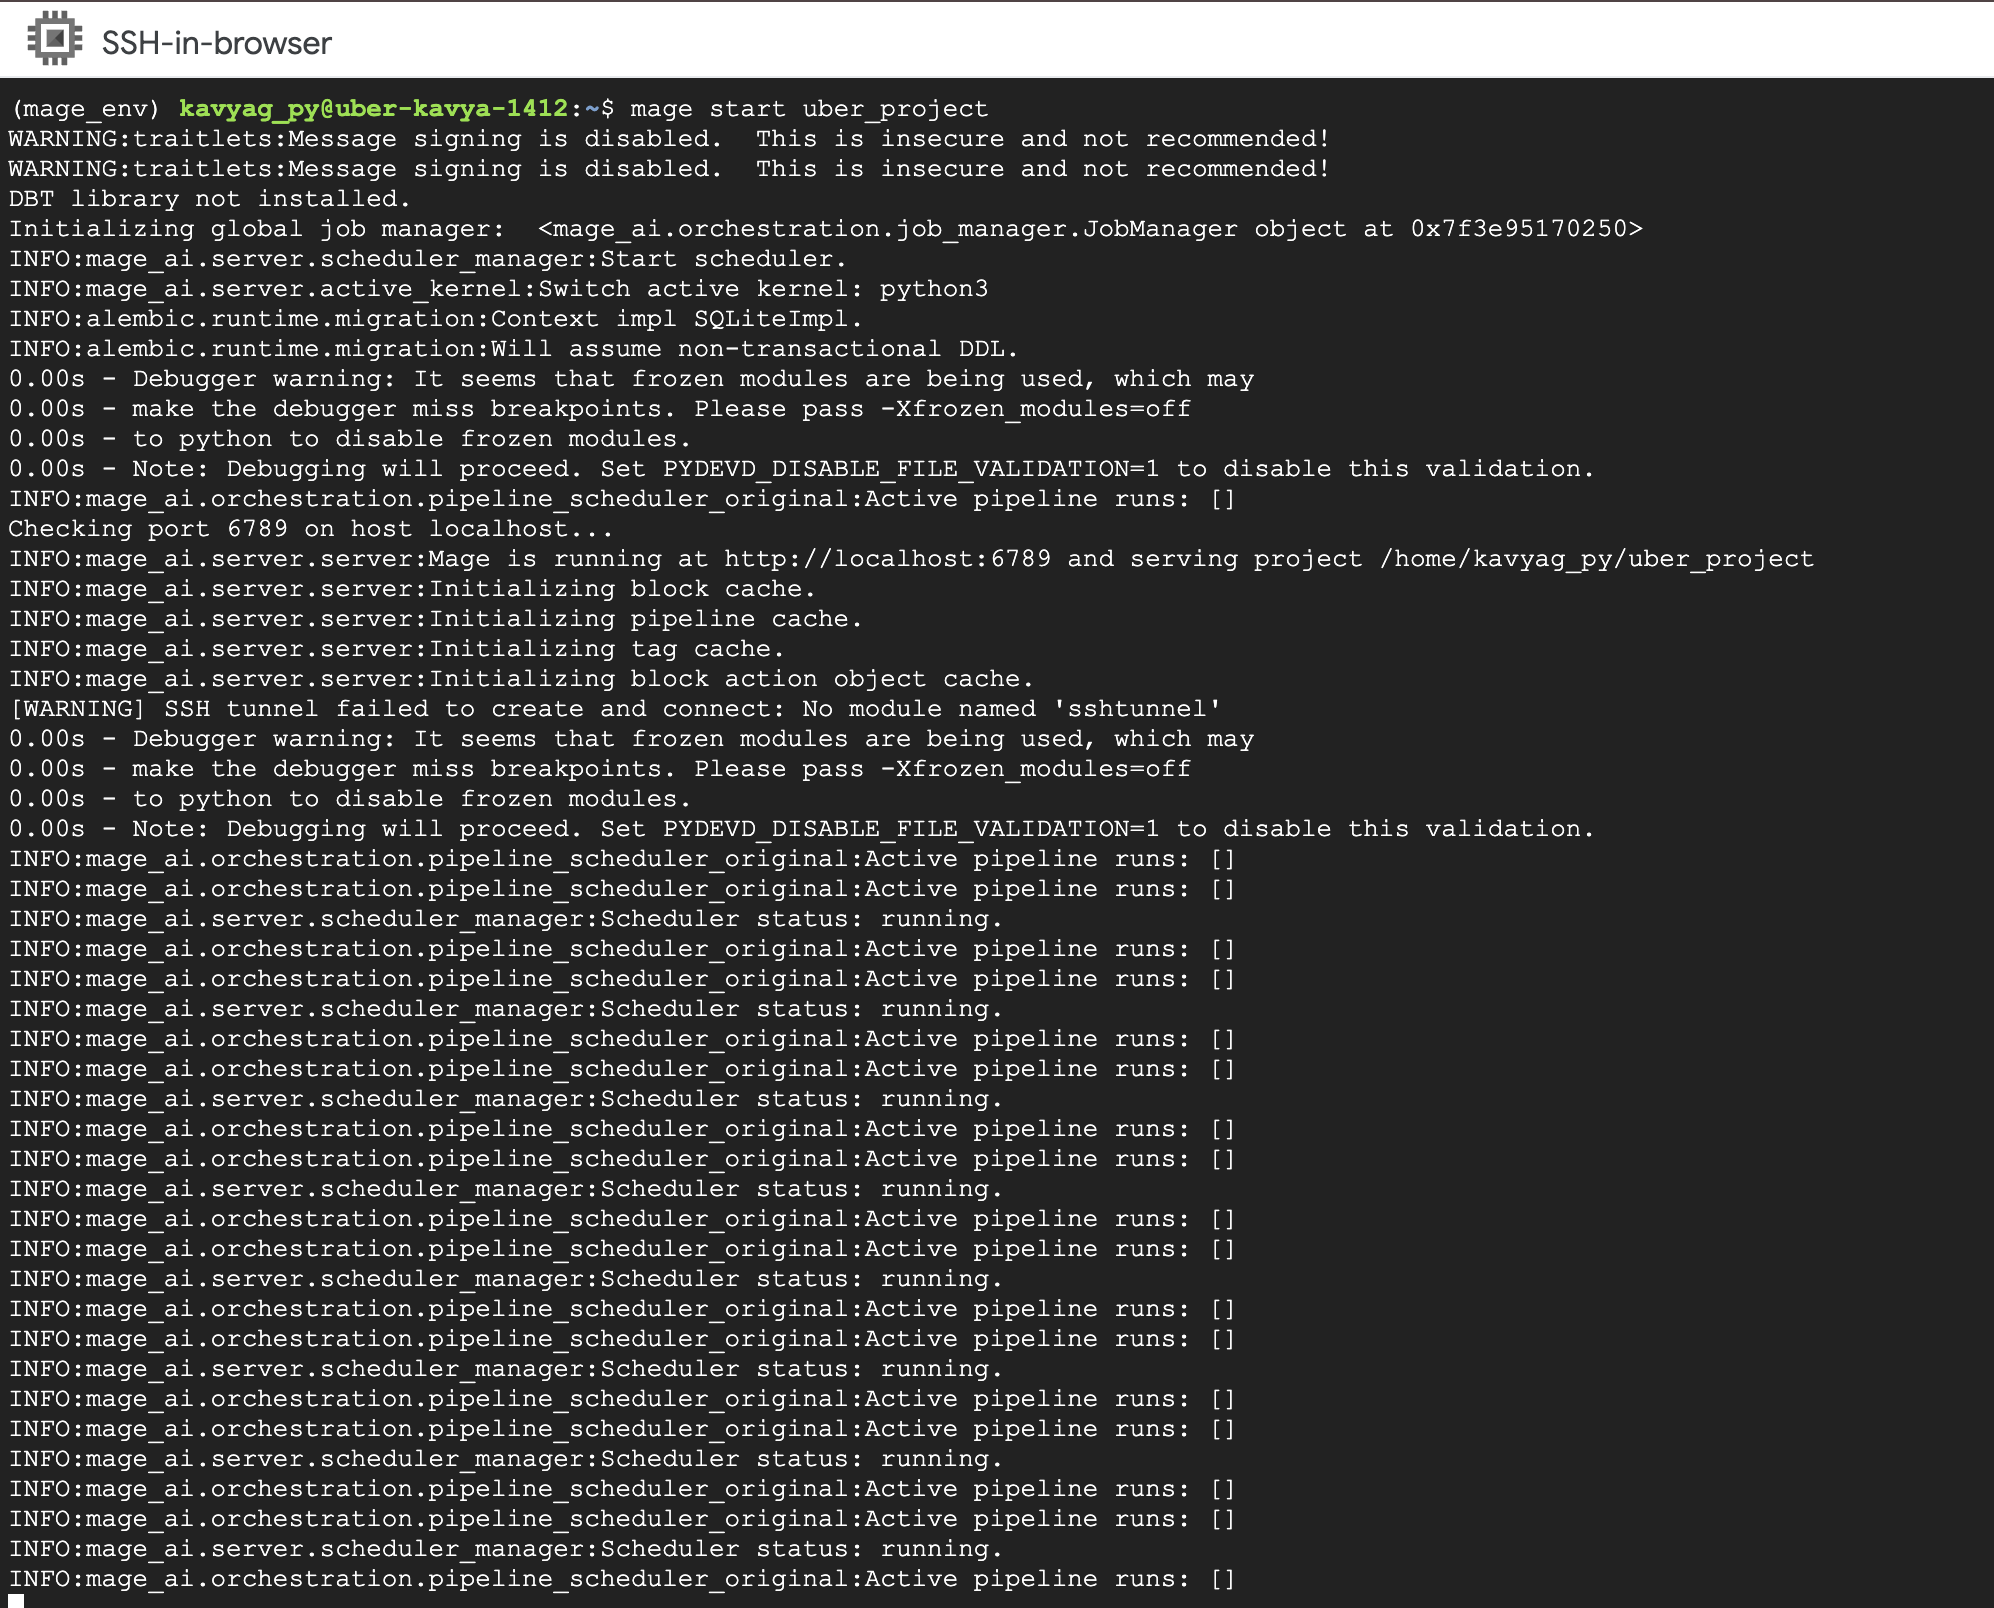 SSH-in-browser
(mage_env) kavyag_py@uber-kavya-1412:~$ mage start uber_project
WARNING:traitlets:Message signing is disabled.  This is insecure and not recommended!
WARNING:traitlets:Message signing is disabled.  This is insecure and not recommended!
DBT library not installed.
Initializing global job manager:  <mage_ai.orchestration.job_manager.JobManager object at 0x7f3e95170250>
INFO:mage_ai.server.scheduler_manager:Start scheduler.
INFO:mage_ai.server.active_kernel:Switch active kernel: python3
INFO:alembic.runtime.migration:Context impl SQLiteImpl.
INFO:alembic.runtime.migration:Will assume non-transactional DDL.
0.00s - Debugger warning: It seems that frozen modules are being used, which may
0.00s - make the debugger miss breakpoints. Please pass -Xfrozen_modules=off
0.00s - to python to disable frozen modules.
0.00s - Note: Debugging will proceed. Set PYDEVD_DISABLE_FILE_VALIDATION=1 to disable this validation.
INFO:mage_ai.orchestration.pipeline_scheduler_original:Active pipeline runs: []
Checking port 6789 on host localhost...
INFO:mage_ai.server.server:Mage is running at http://localhost:6789 and serving project /home/kavyag_py/uber_project
INFO:mage_ai.server.server:Initializing block cache.
INFO:mage_ai.server.server:Initializing pipeline cache.
INFO:mage_ai.server.server:Initializing tag cache.
INFO:mage_ai.server.server:Initializing block action object cache.
[WARNING] SSH tunnel failed to create and connect: No module named 'sshtunnel'
0.00s - Debugger warning: It seems that frozen modules are being used, which may
0.00s - make the debugger miss breakpoints. Please pass -Xfrozen_modules=off
0.00s - to python to disable frozen modules.
0.00s - Note: Debugging will proceed. Set PYDEVD_DISABLE_FILE_VALIDATION=1 to disable this validation.
INFO:mage_ai.orchestration.pipeline_scheduler_original:Active pipeline runs: []
INFO:mage_ai.orchestration.pipeline_scheduler_original:Active pipeline runs: []
INFO:mage_ai.server.scheduler_manager:Scheduler status: running.
INFO:mage_ai.orchestration.pipeline_scheduler_original:Active pipeline runs: []
INFO:mage_ai.orchestration.pipeline_scheduler_original:Active pipeline runs: []
INFO:mage_ai.server.scheduler_manager:Scheduler status: running.
INFO:mage_ai.orchestration.pipeline_scheduler_original:Active pipeline runs: []
INFO:mage_ai.orchestration.pipeline_scheduler_original:Active pipeline runs: []
INFO:mage_ai.server.scheduler_manager:Scheduler status: running.
INFO:mage_ai.orchestration.pipeline_scheduler_original:Active pipeline runs: []
INFO:mage_ai.orchestration.pipeline_scheduler_original:Active pipeline runs: []
INFO:mage_ai.server.scheduler_manager:Scheduler status: running.
INFO:mage_ai.orchestration.pipeline_scheduler_original:Active pipeline runs: []
INFO:mage_ai.orchestration.pipeline_scheduler_original:Active pipeline runs: []
INFO:mage_ai.server.scheduler_manager:Scheduler status: running.
INFO:mage_ai.orchestration.pipeline_scheduler_original:Active pipeline runs: []
INFO:mage_ai.orchestration.pipeline_scheduler_original:Active pipeline runs: []
INFO:mage_ai.server.scheduler_manager:Scheduler status: running.
INFO:mage_ai.orchestration.pipeline_scheduler_original:Active pipeline runs: []
INFO:mage_ai.orchestration.pipeline_scheduler_original:Active pipeline runs: []
INFO:mage_ai.server.scheduler_manager:Scheduler status: running.
INFO:mage_ai.orchestration.pipeline_scheduler_original:Active pipeline runs: []
INFO:mage_ai.orchestration.pipeline_scheduler_original:Active pipeline runs: []
INFO:mage_ai.server.scheduler_manager:Scheduler status: running.
INFO:mage_ai.orchestration.pipeline_scheduler_original:Active pipeline runs: []